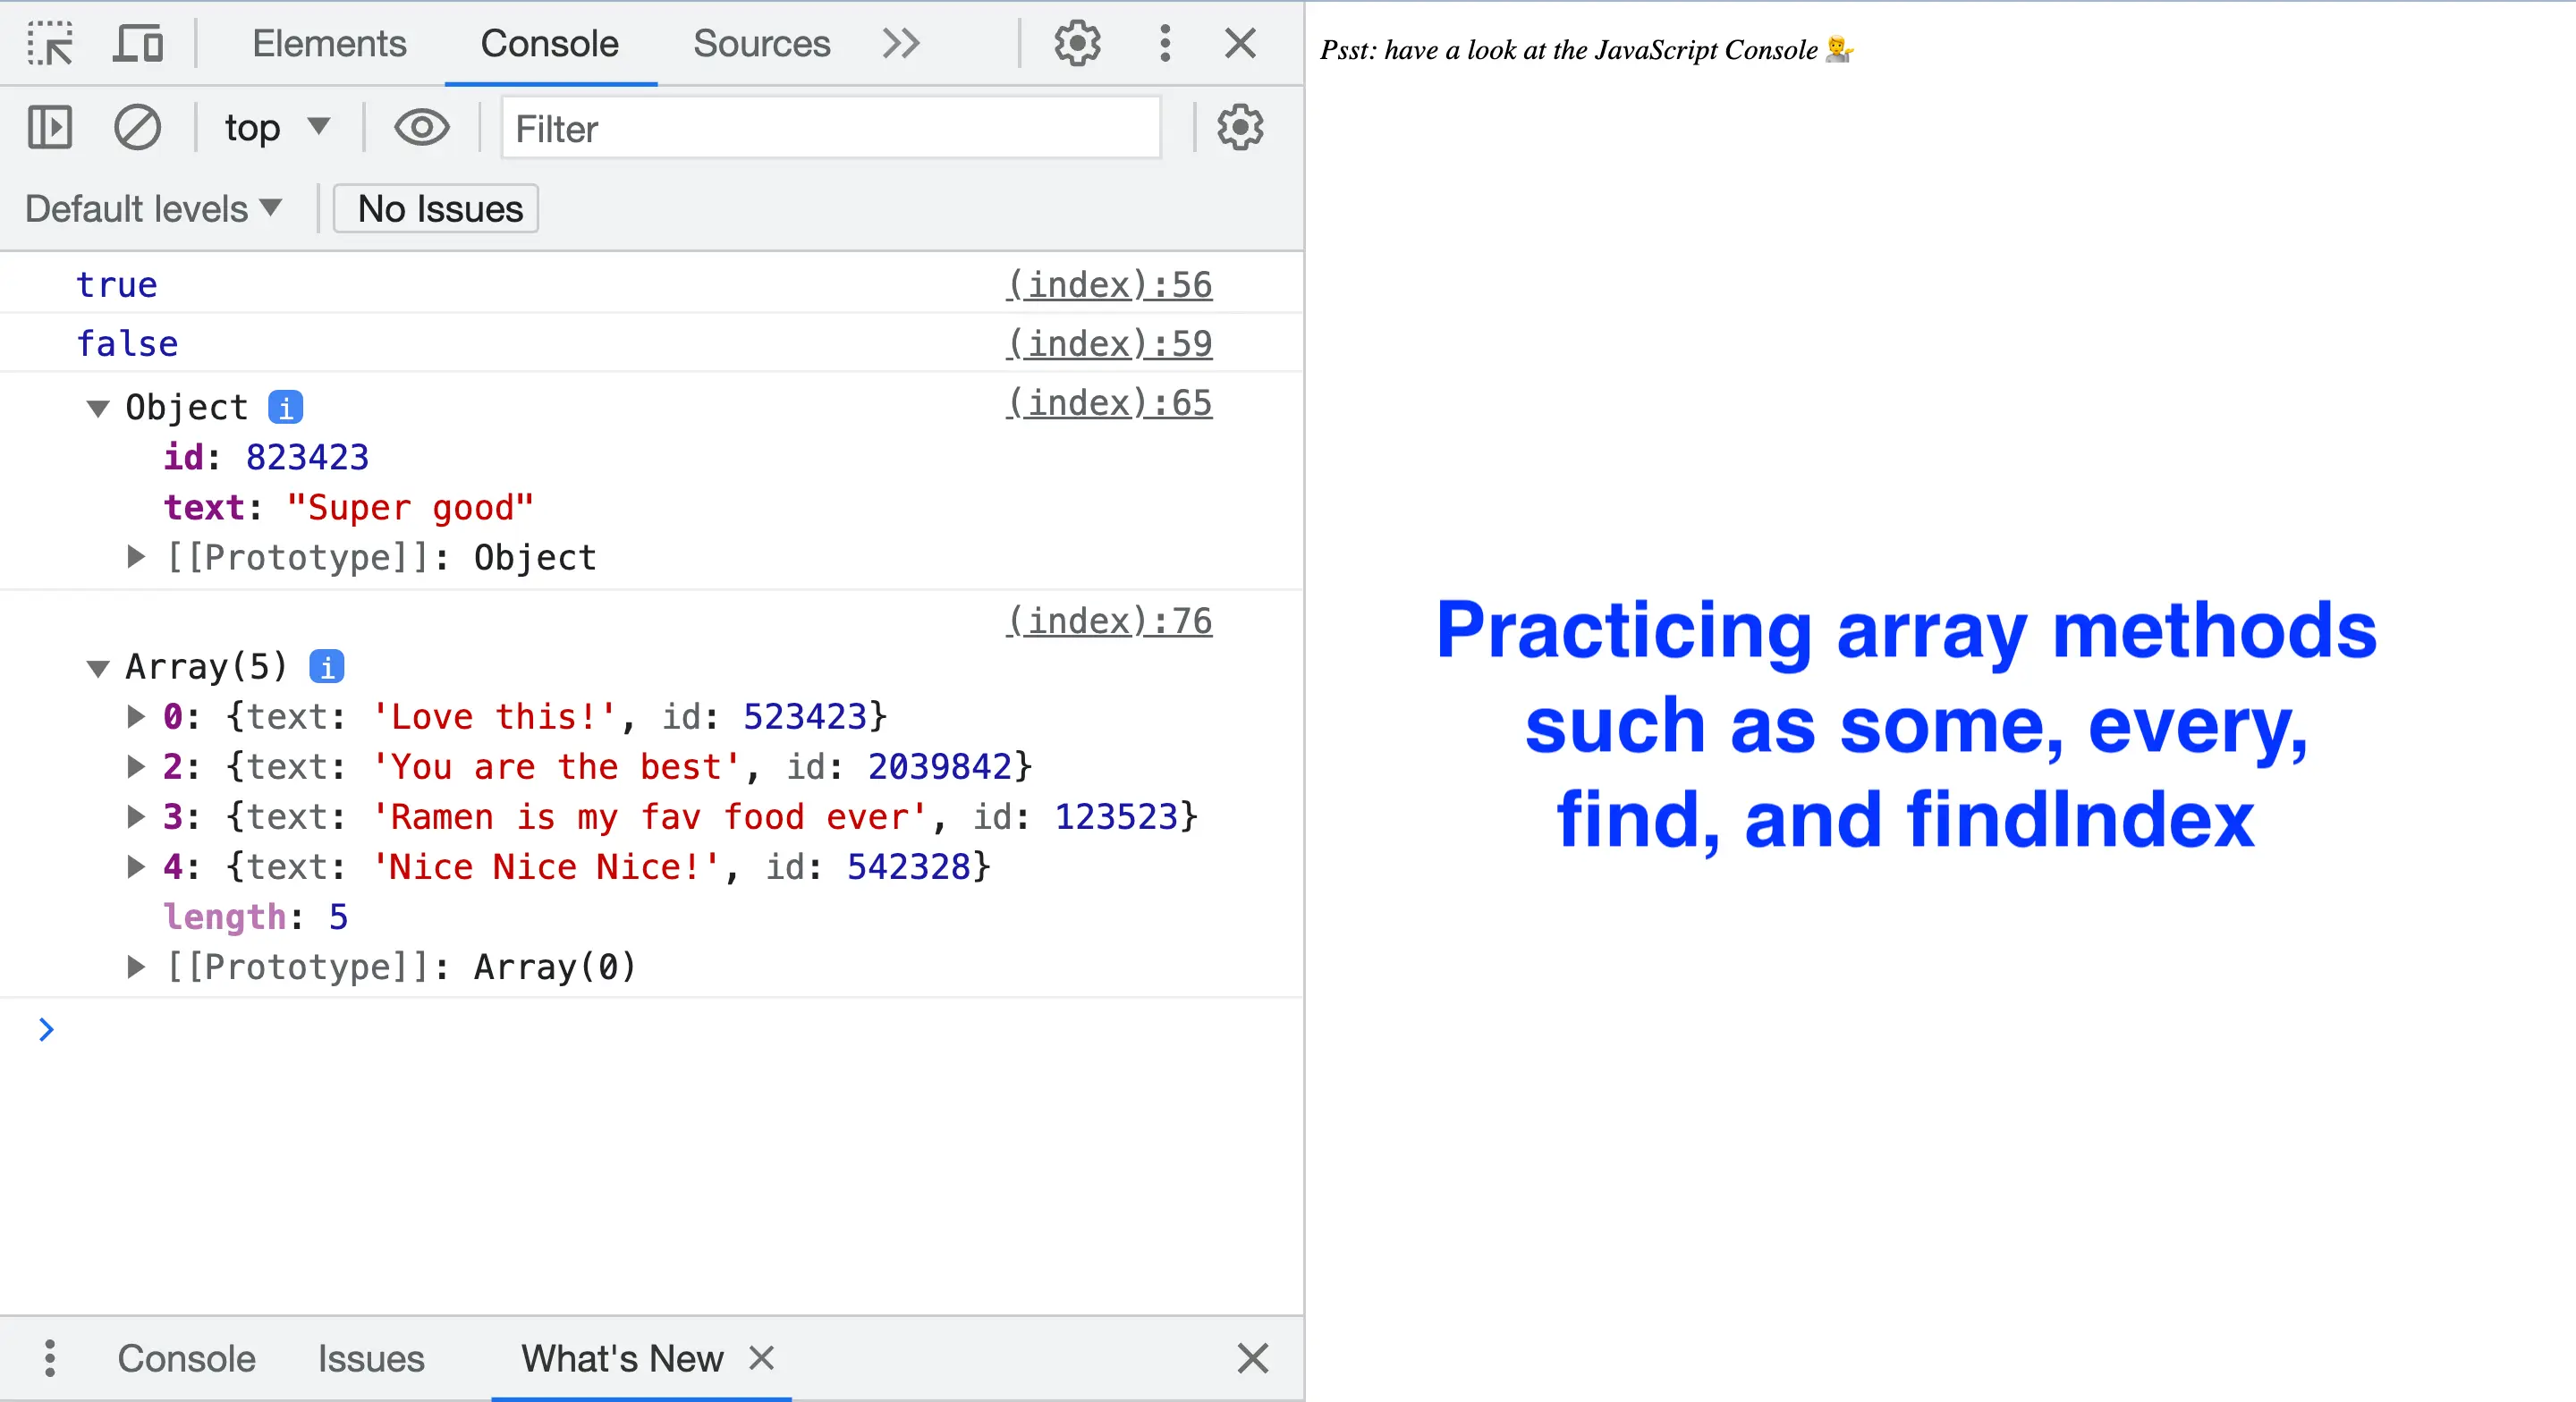 Elements Console Sources
top Filter
Default levels No Issues
true (index):56
false (index):59
Object i (index):65
id: 823423
text: "Super good"
[[Prototype]]: Object
(index):76
Array(5) i
0: {text: 'Love this!', id: 523423}
2: {text: 'You are the best', id: 2039842}
3: {text: 'Ramen is my fav food ever', id: 123523}
4: {text: 'Nice Nice Nice!', id: 542328}
length: 5
[[Prototype]]: Array(0)
Console Issues What's New
Psst: have a look at the JavaScript Console 💁
Practicing array methods
such as some, every,
find, and findIndex